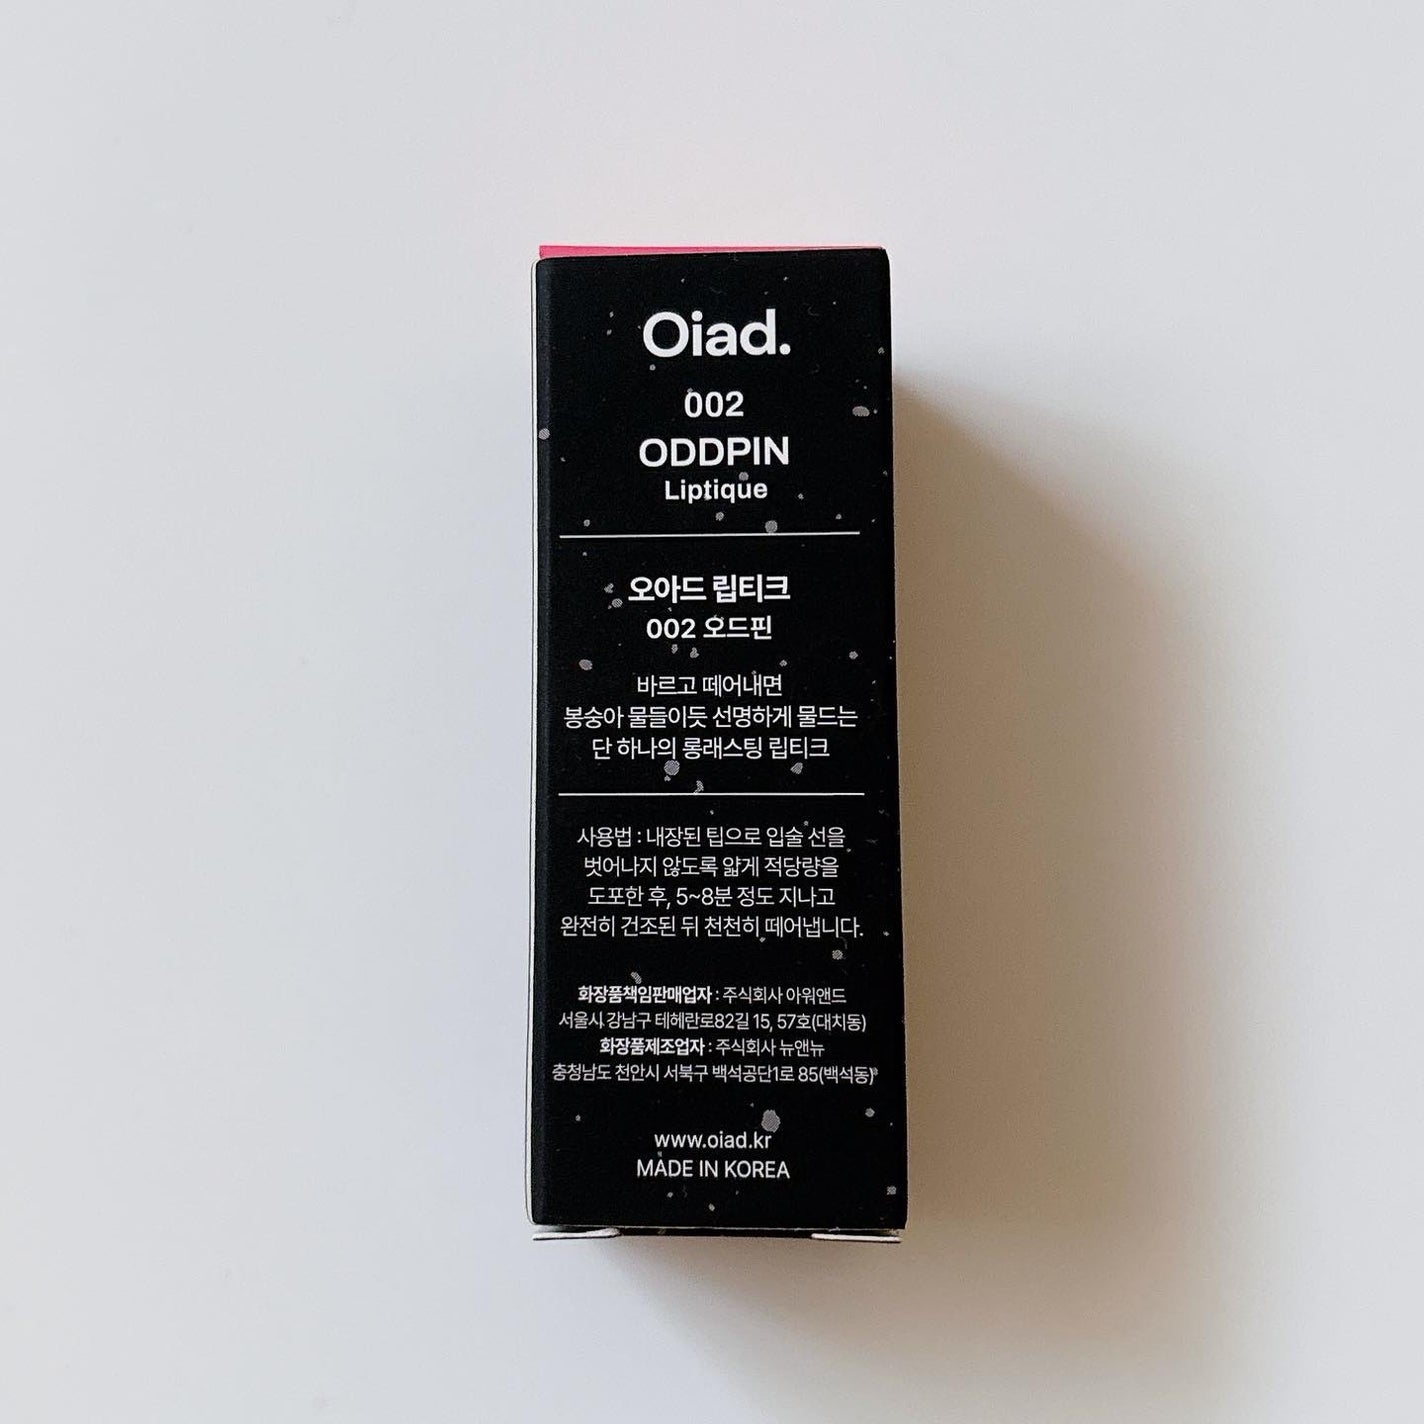 Oiad.
002
ODDPIN
Liptique
오아드 립티크
002 오드핀
바르고 떼어내면
봉숭아 물들이듯 선명하게 물드는
단 하나의 롱래스팅 립티크
사용법 : 내장된 팁으로 입술 선을
벗어나지 않도록 얇게 적당량을
도포한 후, 5~8분 정도 지나고
완전히 건조된 뒤 천천히 떼어냅니다.
화장품책임판매업자 : 주식회사 아워앤드
서울시 강남구 테헤란로82길 15, 57호(대치동)
화장품제조업자 : 주식회사 뉴앤뉴
충청남도 천안시 서북구 백석공단1로 85(백석동)
www.oiad.kr
MADE IN KOREA